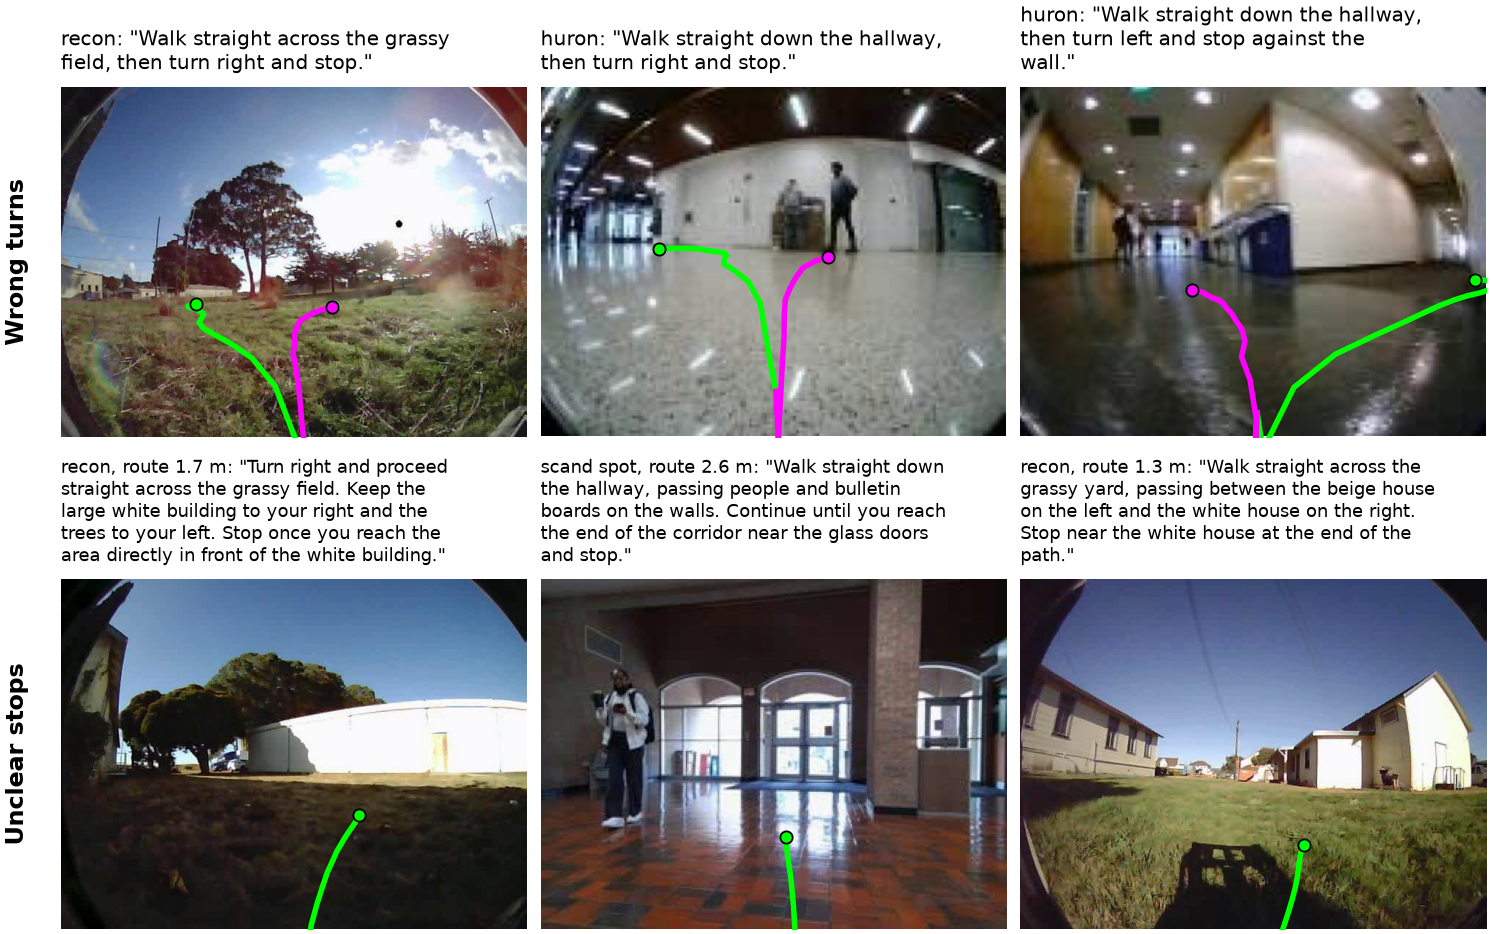 recon: "Walk straight across the grassy
field, then turn right and stop."
huron: "Walk straight down the hallway,
then turn right and stop."
huron: "Walk straight down the hallway,
then turn left and stop against the
wall."
Wrong turns
recon, route 1.7 m: "Turn right and proceed
straight across the grassy field. Keep the
large white building to your right and the
trees to your left. Stop once you reach the
area directly in front of the white building."
scand spot, route 2.6 m: "Walk straight down
the hallway, passing people and bulletin
boards on the walls. Continue until you reach
the end of the corridor near the glass doors
and stop."
recon, route 1.3 m: "Walk straight across the
grassy yard, passing between the beige house
on the left and the white house on the right.
Stop near the white house at the end of the
path."
Unclear stops